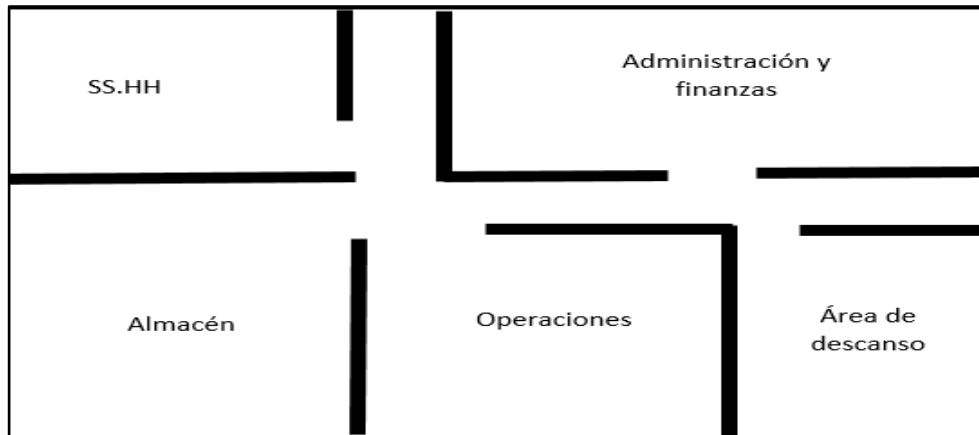 SS.HH
Administración y
finanzas
Almacén
Operaciones
Área de
descanso